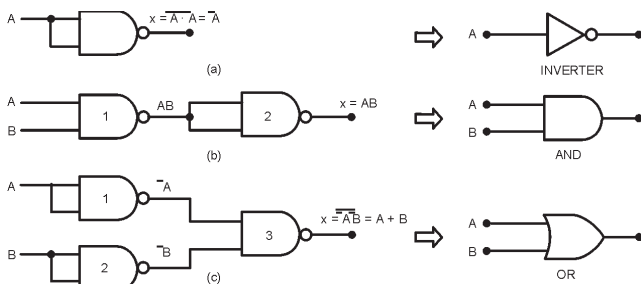 A
x = A̅ ̅·̅ ̅A̅ = ̅A
(a)
A
INVERTER
A
B
1
AB
2
x = AB
(b)
A
B
AND
A
1
̅A
B
2
̅B
3
x = A̅B̅ = A + B
(c)
A
B
OR